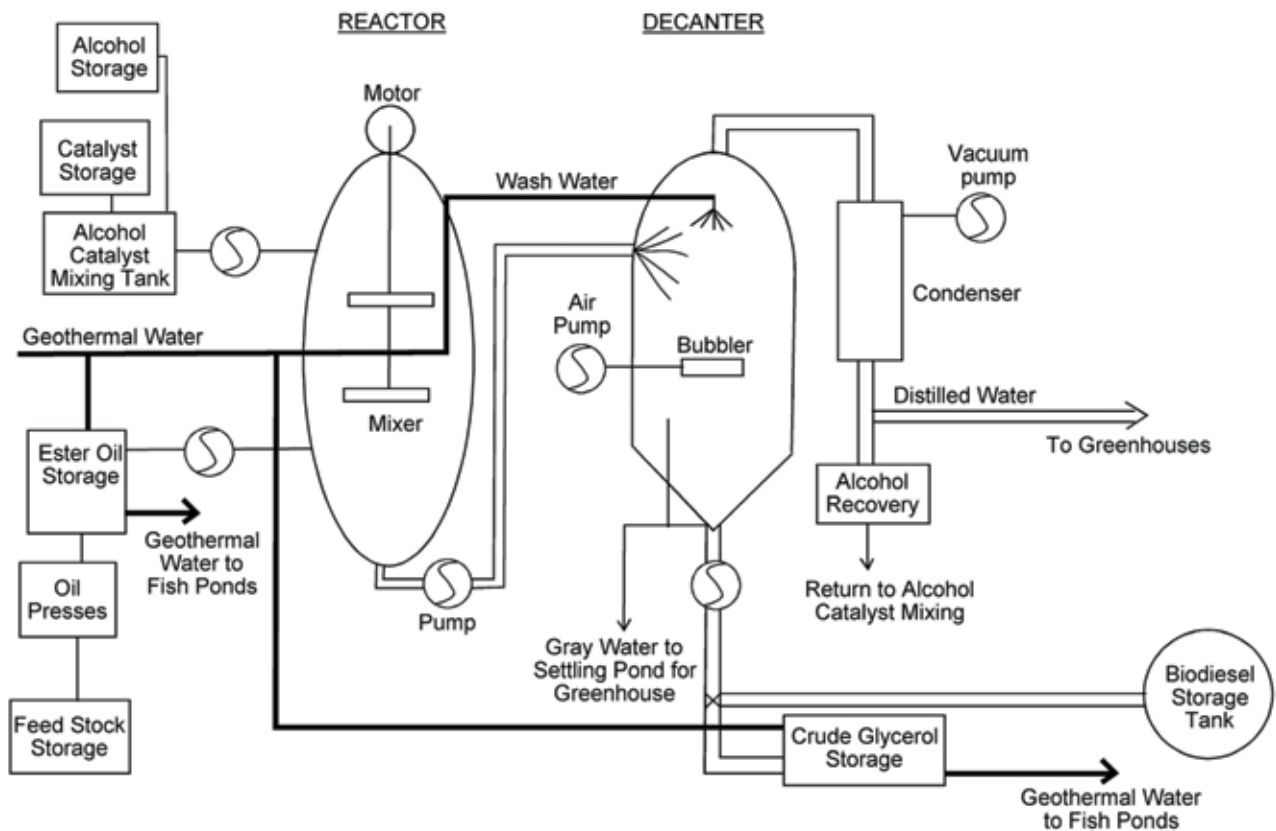 REACTOR
DECANTER
Alcohol
Storage
Motor
Catalyst
Storage
Vacuum
pump
Wash Water
Alcohol
Catalyst
Mixing Tank
Condenser
Air
Pump
Geothermal Water
Bubbler
Distilled Water
Mixer
To Greenhouses
Ester Oil
Storage
Alcohol
Recovery
Geothermal
Water to
Fish Ponds
Oil
Presses
Return to Alcohol
Catalyst Mixing
Pump
Gray Water to
Settling Pond for
Greenhouse
Biodiesel
Storage
Tank
Feed Stock
Storage
Crude Glycerol
Storage
Geothermal Water
to Fish Ponds